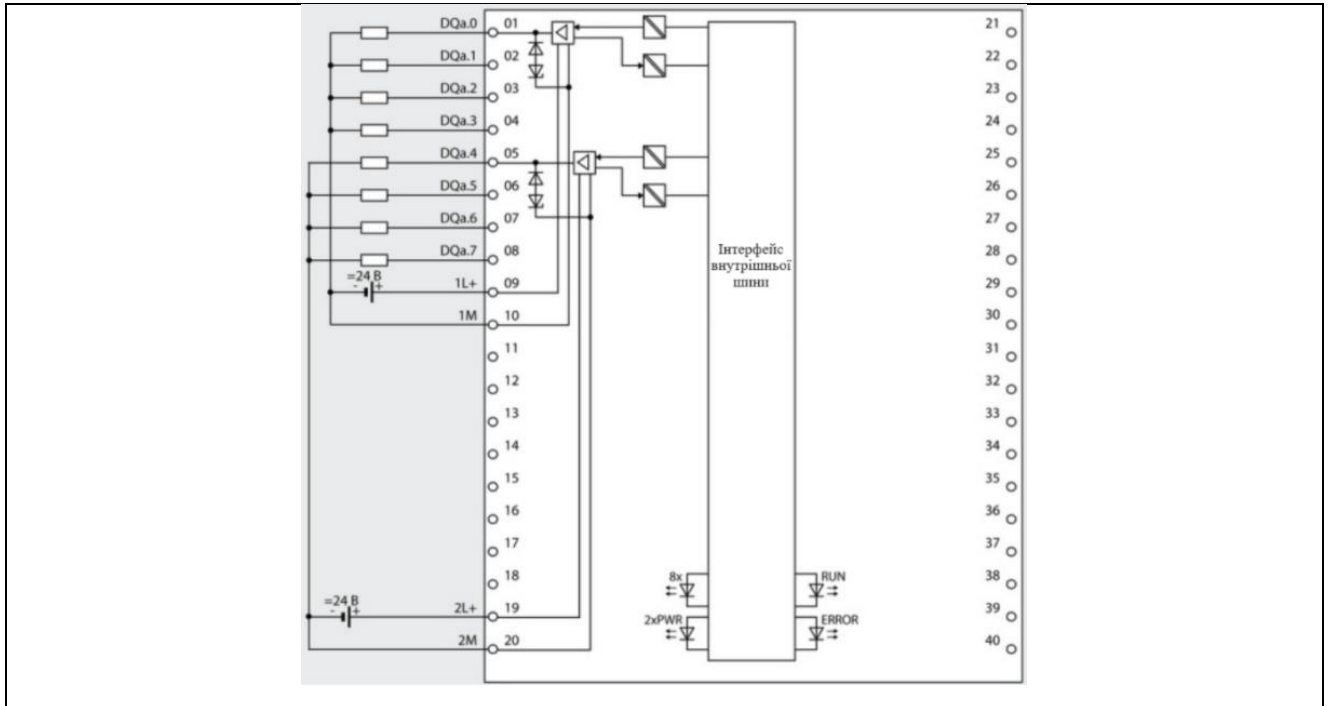 DQa.0 01 21
DQa.1 02 22
DQa.2 03 23
DQa.3 04 24
DQa.4 05 25
DQa.5 06 26
DQa.6 07 27
DQa.7 08 28
=24 В
- +
1L+ 09 29
1M 10 30
11 31
12 32
13 33
14 34
15 35
16 36
17 37
18 38
=24 В
- +
2L+ 19 39
2M 20 40
Інтерфейс
внутрішньої
шини
8x RUN
2xPWR ERROR